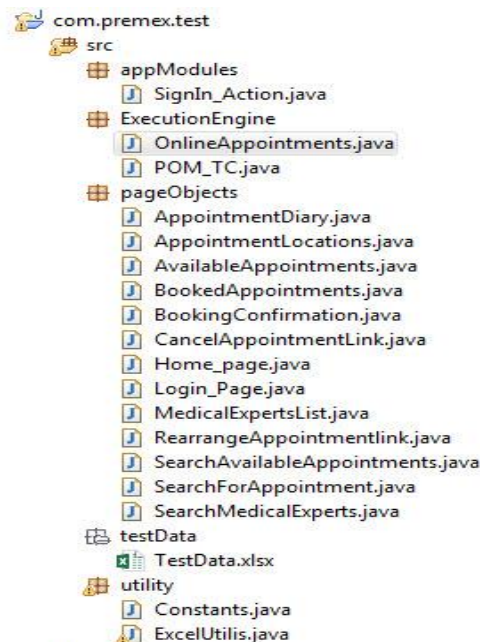 com.premex.test
src
appModules
SignIn_Action.java
ExecutionEngine
OnlineAppointments.java
POM_TC.java
pageObjects
AppointmentDiary.java
AppointmentLocations.java
AvailableAppointments.java
BookedAppointments.java
BookingConfirmation.java
CancelAppointmentLink.java
Home_page.java
Login_Page.java
MedicalExpertsList.java
RearrangeAppointmentlink.java
SearchAvailableAppointments.java
SearchForAppointment.java
SearchMedicalExperts.java
testData
TestData.xlsx
utility
Constants.java
ExcelUtilis.java